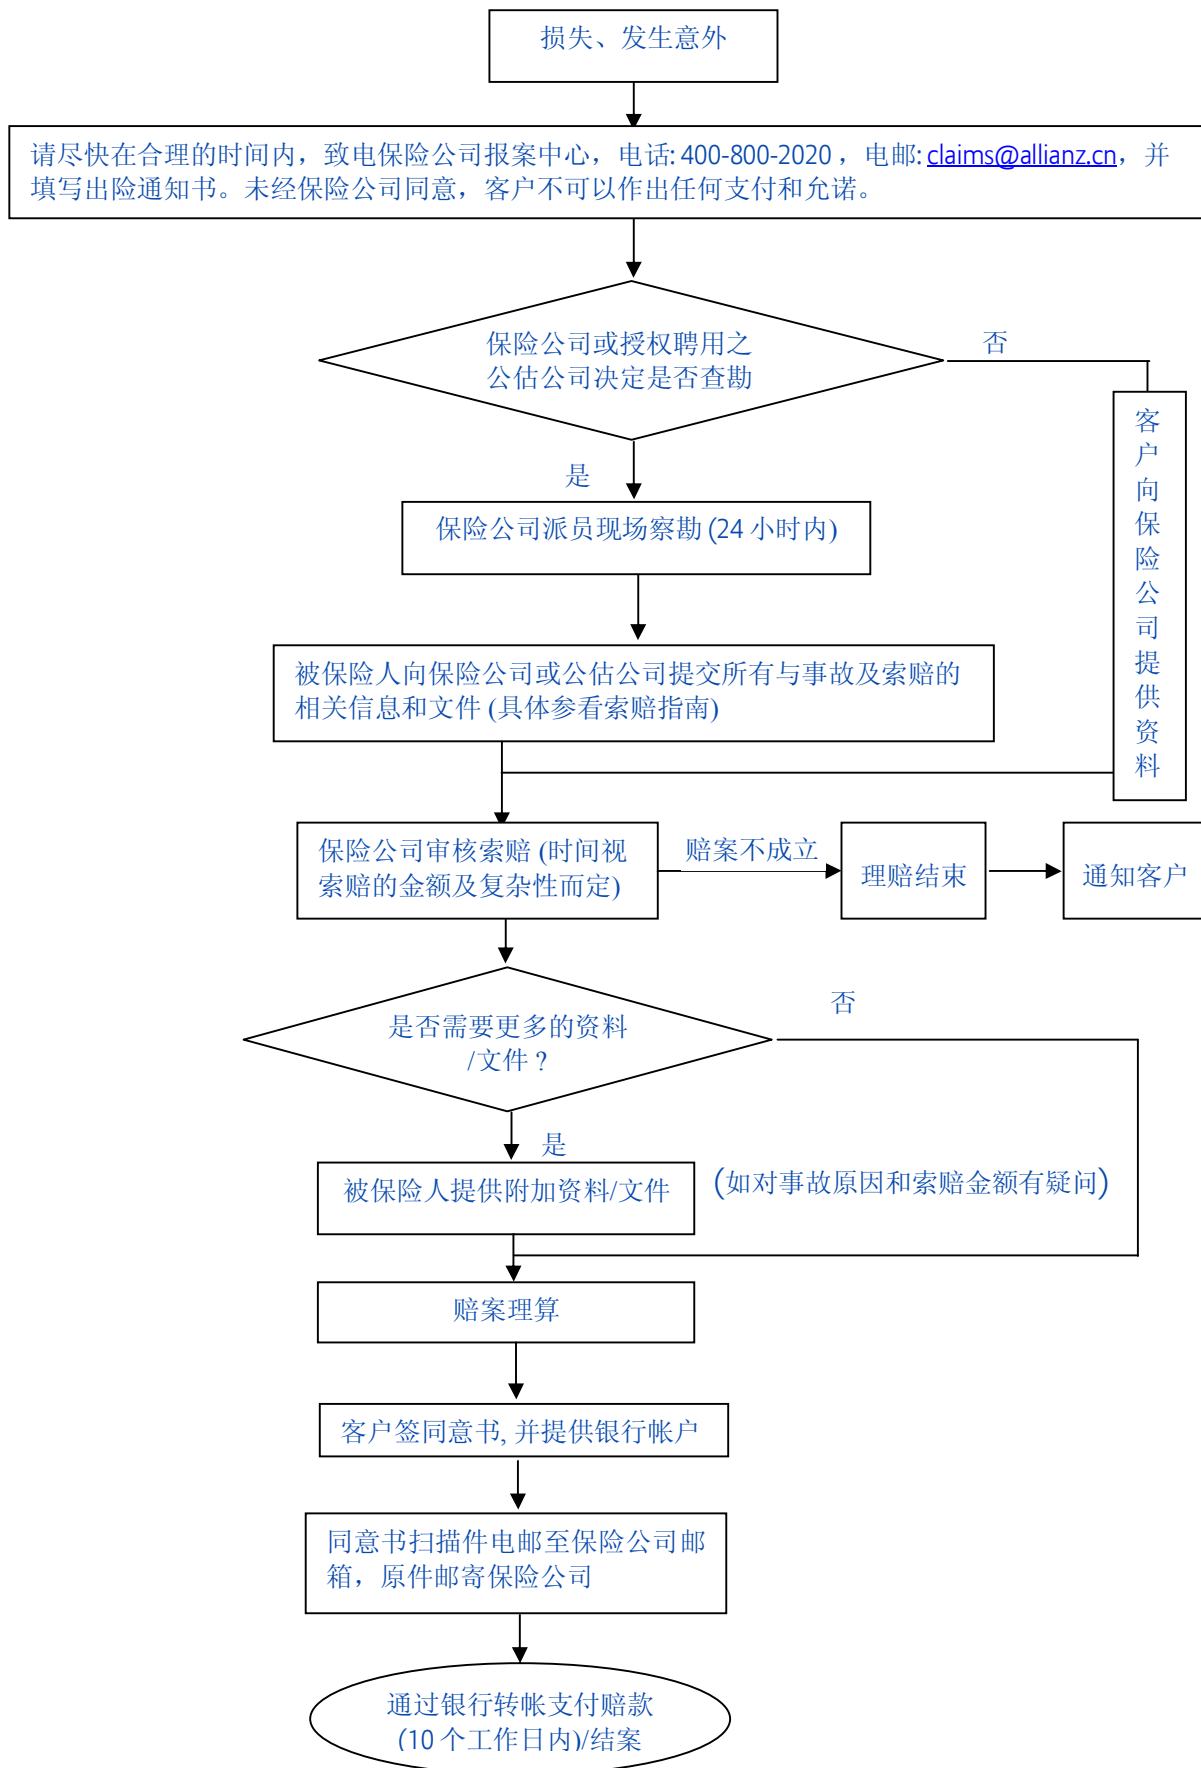 损失、发生意外
请尽快在合理的时间内，致电保险公司报案中心，电话: 400-800-2020 ，电邮: claims@allianz.cn，并
填写出险通知书。未经保险公司同意，客户不可以作出任何支付和允诺。
保险公司或授权聘用之
公估公司决定是否查勘
否
是
客户向保险公司提供资料
保险公司派员现场察勘 (24 小时内)
被保险人向保险公司或公估公司提交所有与事故及索赔的
相关信息和文件 (具体参看索赔指南)
保险公司审核索赔 (时间视
索赔的金额及复杂性而定)
赔案不成立
理赔结束
通知客户
是否需要更多的资料
/文件 ?
否
是
被保险人提供附加资料/文件
(如对事故原因和索赔金额有疑问)
赔案理算
客户签同意书, 并提供银行帐户
同意书扫描件电邮至保险公司邮
箱，原件邮寄保险公司
通过银行转帐支付赔款
(10 个工作日内)/结案